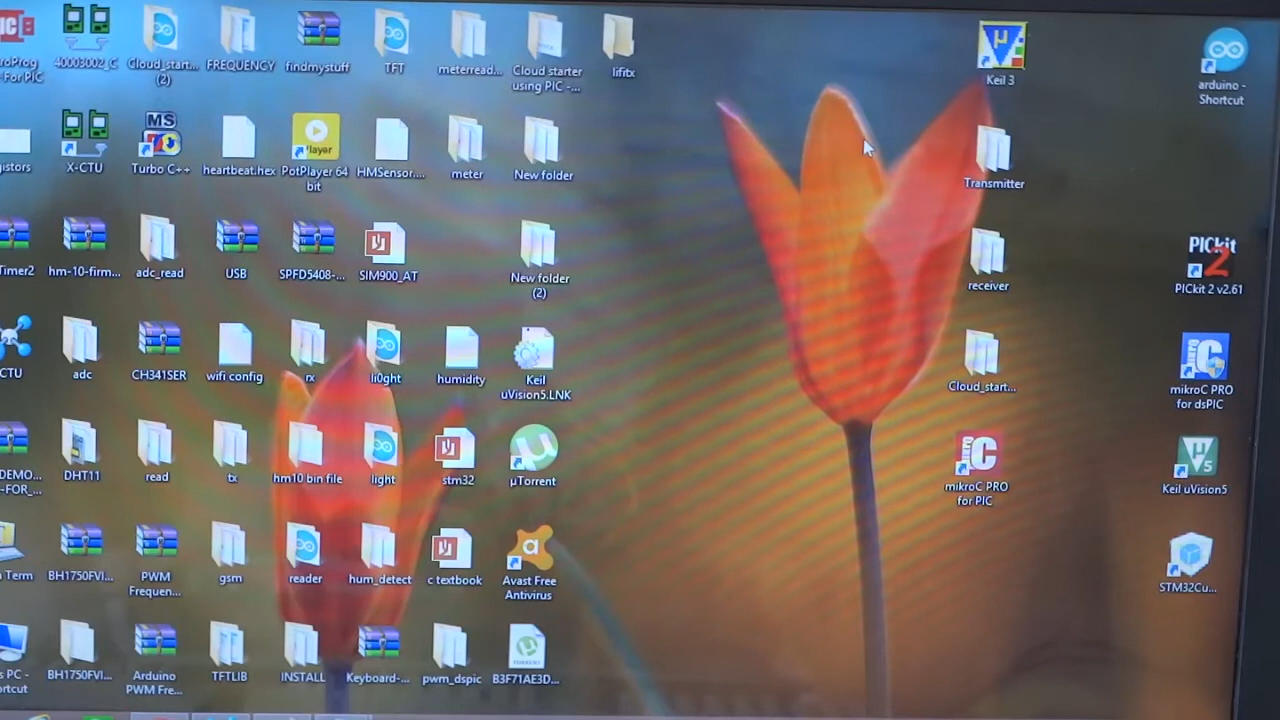 40003002_C
Cloud_start...
(2)
FREQUENCY
findmystuff
TFT
meterread...
Cloud starter
using PIC -...
lifitx
Keil 3
arduino -
Shortcut
For PIC
X-CTU
MS
Turbo C++
heartbeat.hex
Player
PotPlayer 64
bit
HMSensor....
meter
New folder
Transmitter
Timer2
hm-10-firm...
adc_read
USB
SPFD5408-...
SIM900_AT
New folder
(2)
receiver
PICkit
2
PICkit 2 v2.61
CTU
adc
CH341SER
wifi config
rx
li0ght
humidity
Keil
uVision5.LNK
Cloud_start...
mikroC PRO
for dsPIC
DEMO...
-FOR_...
DHT11
read
tx
hm10 bin file
light
stm32
µTorrent
mikroC PRO
for PIC
Keil uVision5
Term
BH1750FVI...
PWM
Frequen...
gsm
reader
hum_detect
c textbook
Avast Free
Antivirus
STM32Cu...
PC -
BH1750FVI...
Arduino
PWM Fre...
TFTLIB
INSTALL
Keyboard-...
pwm_dspic
TORRENT
B3F71AE3D...